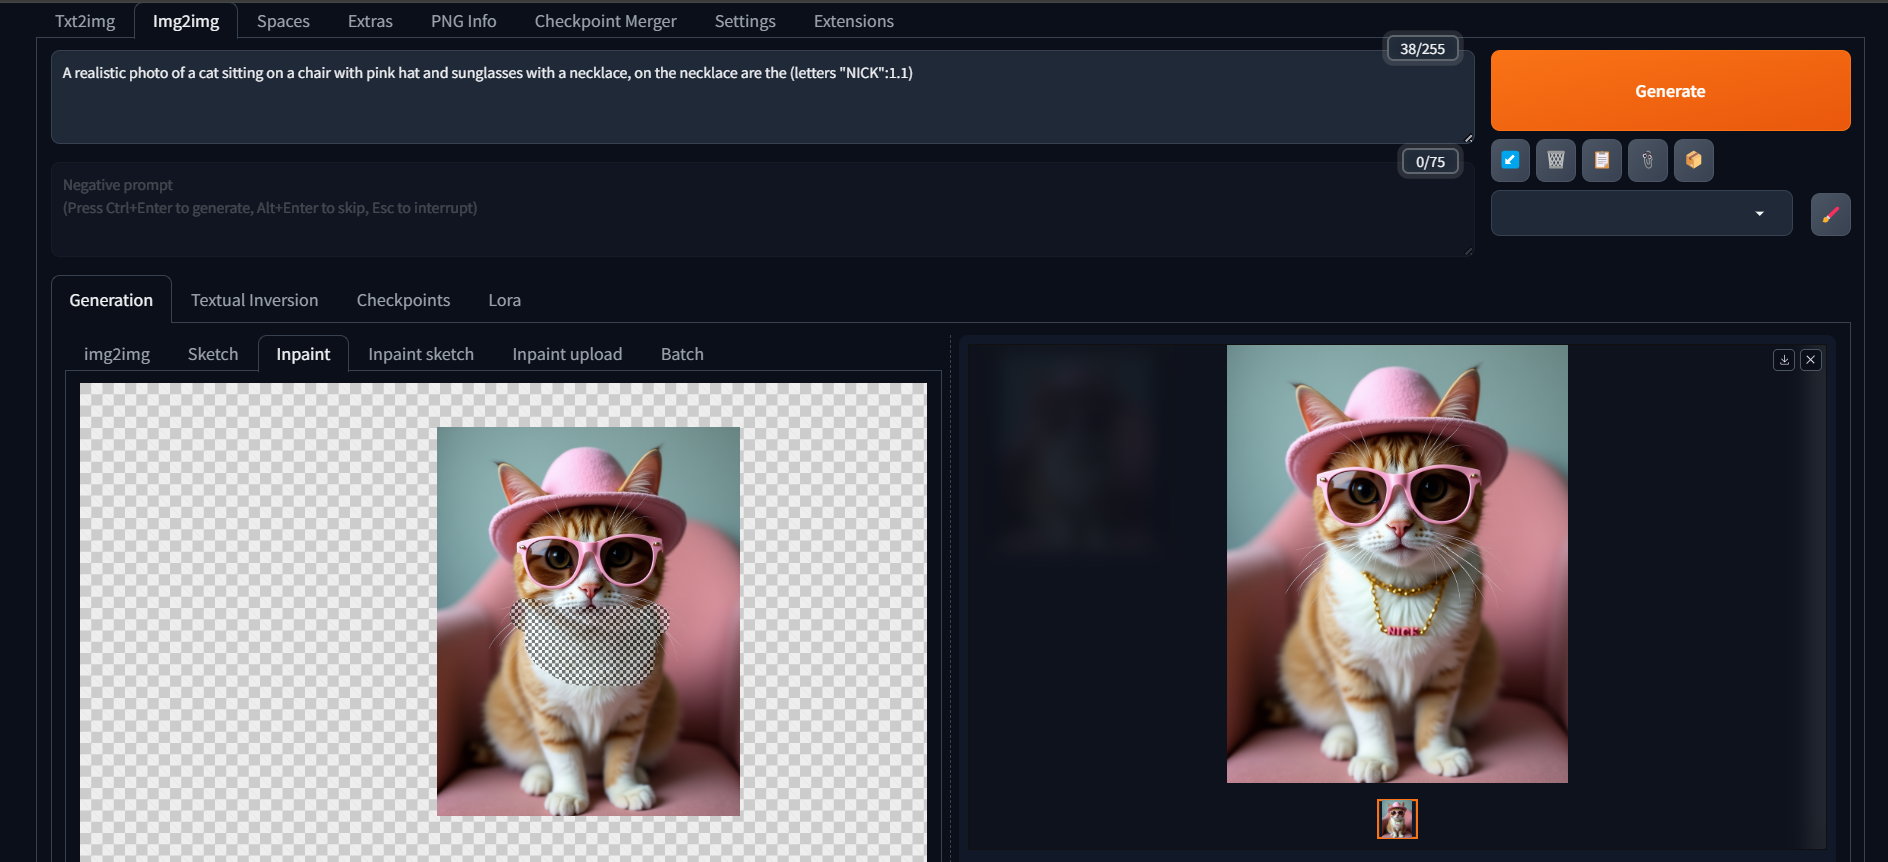 Txt2img Img2img Spaces Extras PNG Info Checkpoint Merger Settings Extensions
38/255
A realistic photo of a cat sitting on a chair with pink hat and sunglasses with a necklace, on the necklace are the (letters "NICK":1.1)
Generate
0/75
Negative prompt
(Press Ctrl+Enter to generate, Alt+Enter to skip, Esc to interrupt)
Generation Textual Inversion Checkpoints Lora
img2img Sketch Inpaint Inpaint sketch Inpaint upload Batch
NICK